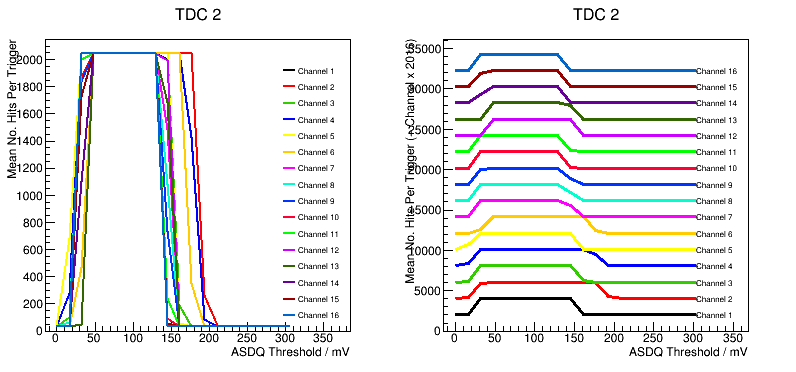 TDC 2
Mean No. Hits Per Trigger
2000
1800
1600
1400
1200
1000
800
600
400
200
0
Channel 1
Channel 2
Channel 3
Channel 4
Channel 5
Channel 6
Channel 7
Channel 8
Channel 9
Channel 10
Channel 11
Channel 12
Channel 13
Channel 14
Channel 15
Channel 16
0 50 100 150 200 250 300 350
ASDQ Threshold / mV
TDC 2
Mean No. Hits Per Trigger (+ Channel x
35000
30000
25000
20000
15000
10000
5000
0
Channel 16
Channel 15
Channel 14
Channel 13
Channel 12
Channel 11
Channel 10
Channel 9
Channel 8
Channel 7
Channel 6
Channel 5
Channel 4
Channel 3
Channel 2
Channel 1
0 50 100 150 200 250 300 350
ASDQ Threshold / mV